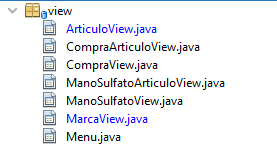 view
ArticuloView.java
CompraArticuloView.java
CompraView.java
ManoSulfatoArticuloView.java
ManoSulfatoView.java
MarcaView.java
Menu.java